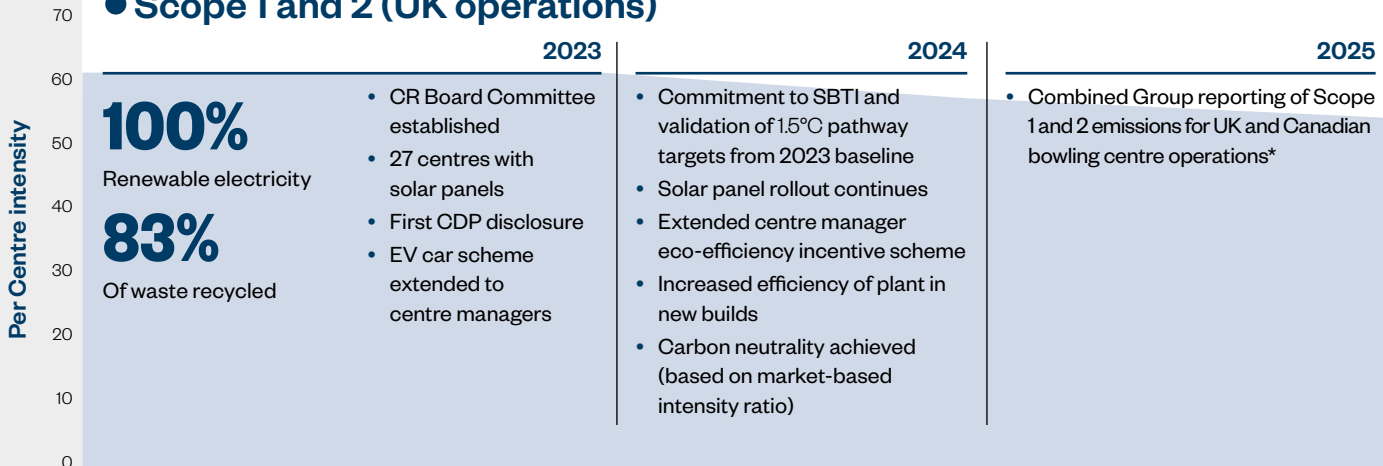 ● Scope 1 and 2 (UK operations)
Per Centre intensity
70
60
50
40
30
20
10
0
2023
100%
Renewable electricity
83%
Of waste recycled
• CR Board Committee
established
• 27 centres with
solar panels
• First CDP disclosure
• EV car scheme
extended to
centre managers
2024
• Commitment to SBTI and
validation of 1.5°C pathway
targets from 2023 baseline
• Solar panel rollout continues
• Extended centre manager
eco-efficiency incentive scheme
• Increased efficiency of plant in
new builds
• Carbon neutrality achieved
(based on market-based
intensity ratio)
2025
• Combined Group reporting of Scope
1 and 2 emissions for UK and Canadian
bowling centre operations*